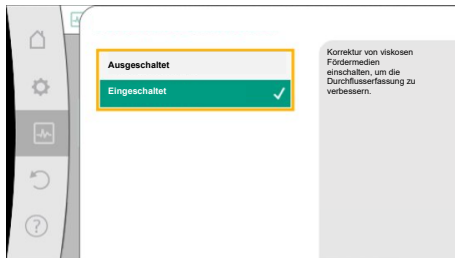 Ausgeschaltet
Eingeschaltet
Korrektur von viskosen
Fördermedien
einschalten, um die
Durchflusserfassung zu
verbessern.
?